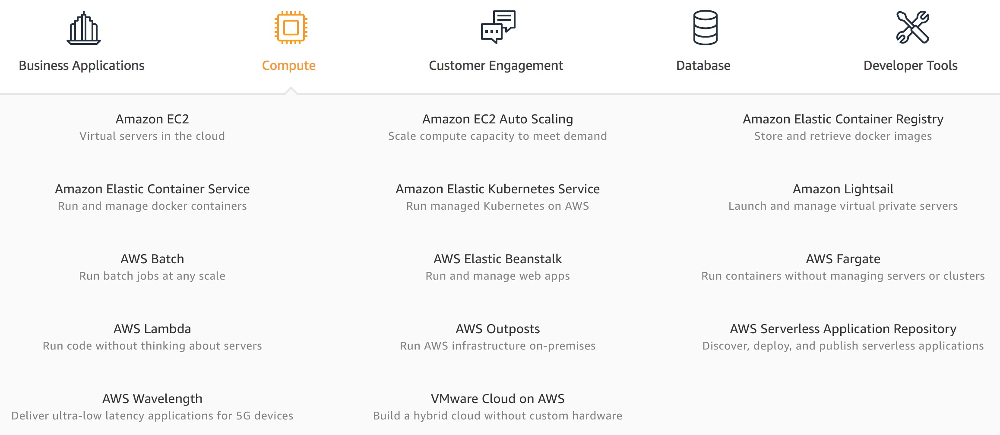 Business Applications
Compute
Customer Engagement
Database
Developer Tools
Amazon EC2
Virtual servers in the cloud
Amazon EC2 Auto Scaling
Scale compute capacity to meet demand
Amazon Elastic Container Registry
Store and retrieve docker images
Amazon Elastic Container Service
Run and manage docker containers
Amazon Elastic Kubernetes Service
Run managed Kubernetes on AWS
Amazon Lightsail
Launch and manage virtual private servers
AWS Batch
Run batch jobs at any scale
AWS Elastic Beanstalk
Run and manage web apps
AWS Fargate
Run containers without managing servers or clusters
AWS Lambda
Run code without thinking about servers
AWS Outposts
Run AWS infrastructure on-premises
AWS Serverless Application Repository
Discover, deploy, and publish serverless applications
AWS Wavelength
Deliver ultra-low latency applications for 5G devices
VMware Cloud on AWS
Build a hybrid cloud without custom hardware